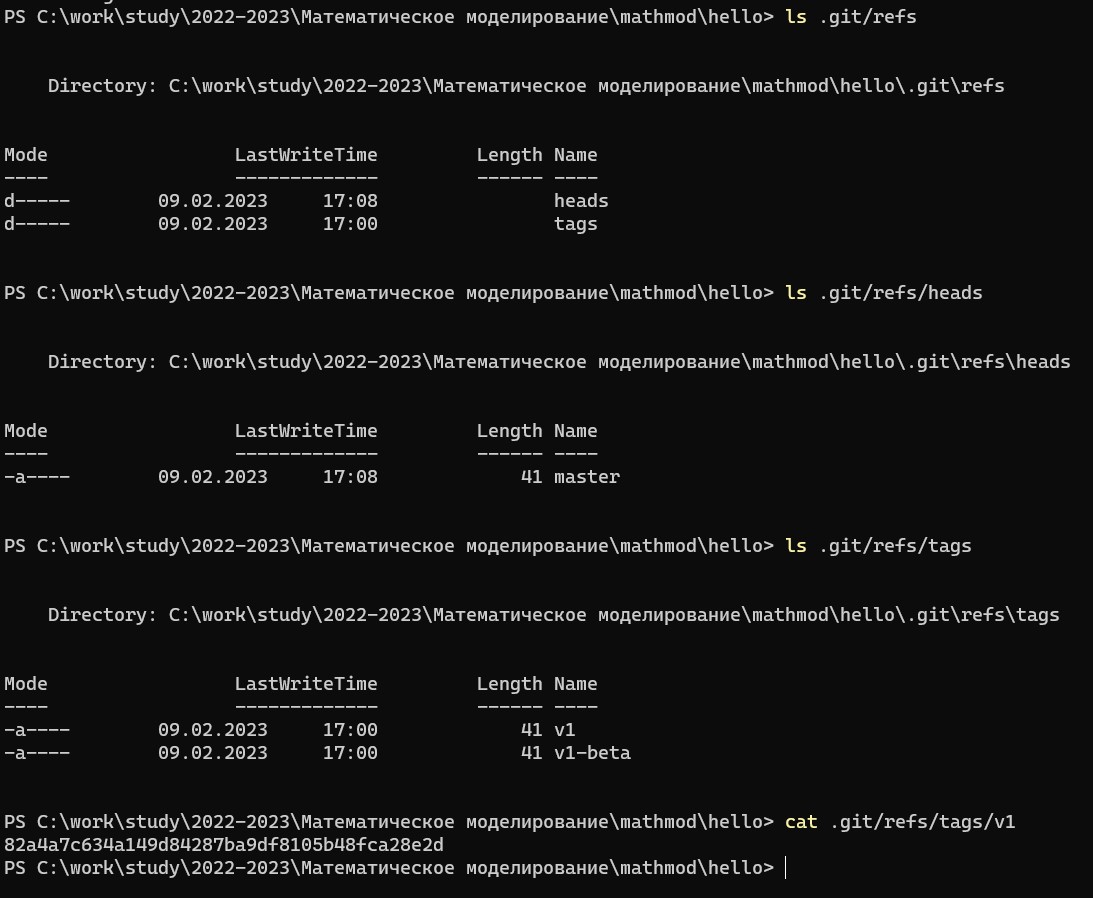 PS C:\work\study\2022-2023\Математическое моделирование\mathmod\hello> ls .git/refs
Directory: C:\work\study\2022-2023\Математическое моделирование\mathmod\hello\.git\refs
Mode                 LastWriteTime         Length Name
----                 -------------         ------ ----
d-----        09.02.2023     17:08                heads
d-----        09.02.2023     17:00                tags
PS C:\work\study\2022-2023\Математическое моделирование\mathmod\hello> ls .git/refs/heads
Directory: C:\work\study\2022-2023\Математическое моделирование\mathmod\hello\.git\refs\heads
Mode                 LastWriteTime         Length Name
----                 -------------         ------ ----
-a----        09.02.2023     17:08             41 master
PS C:\work\study\2022-2023\Математическое моделирование\mathmod\hello> ls .git/refs/tags
Directory: C:\work\study\2022-2023\Математическое моделирование\mathmod\hello\.git\refs\tags
Mode                 LastWriteTime         Length Name
----                 -------------         ------ ----
-a----        09.02.2023     17:00             41 v1
-a----        09.02.2023     17:00             41 v1-beta
PS C:\work\study\2022-2023\Математическое моделирование\mathmod\hello> cat .git/refs/tags/v1
82a4a7c634a149d84287ba9df8105b48fca28e2d
PS C:\work\study\2022-2023\Математическое моделирование\mathmod\hello>